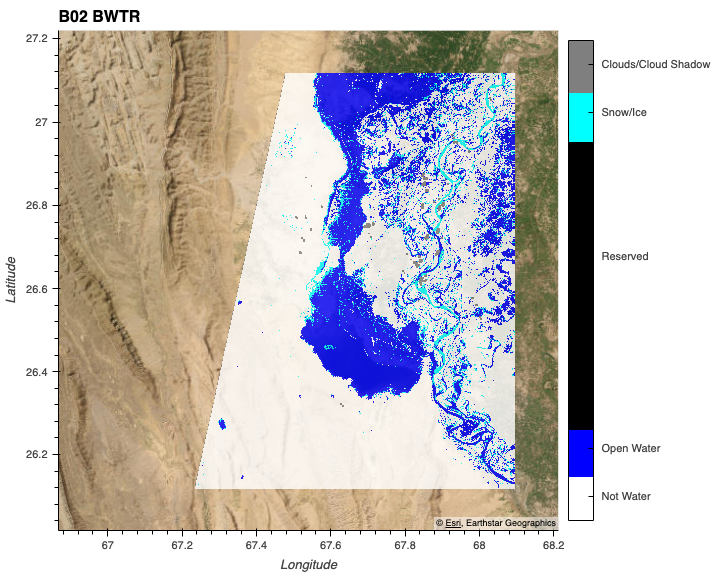 B02 BWTR
27.2
27
26.8
26.6
26.4
26.2
Latitude
67
67.2
67.4
67.6
67.8
68
68.2
Longitude
© Esri, Earthstar Geographics
Clouds/Cloud Shadow
Snow/Ice
Reserved
Open Water
Not Water